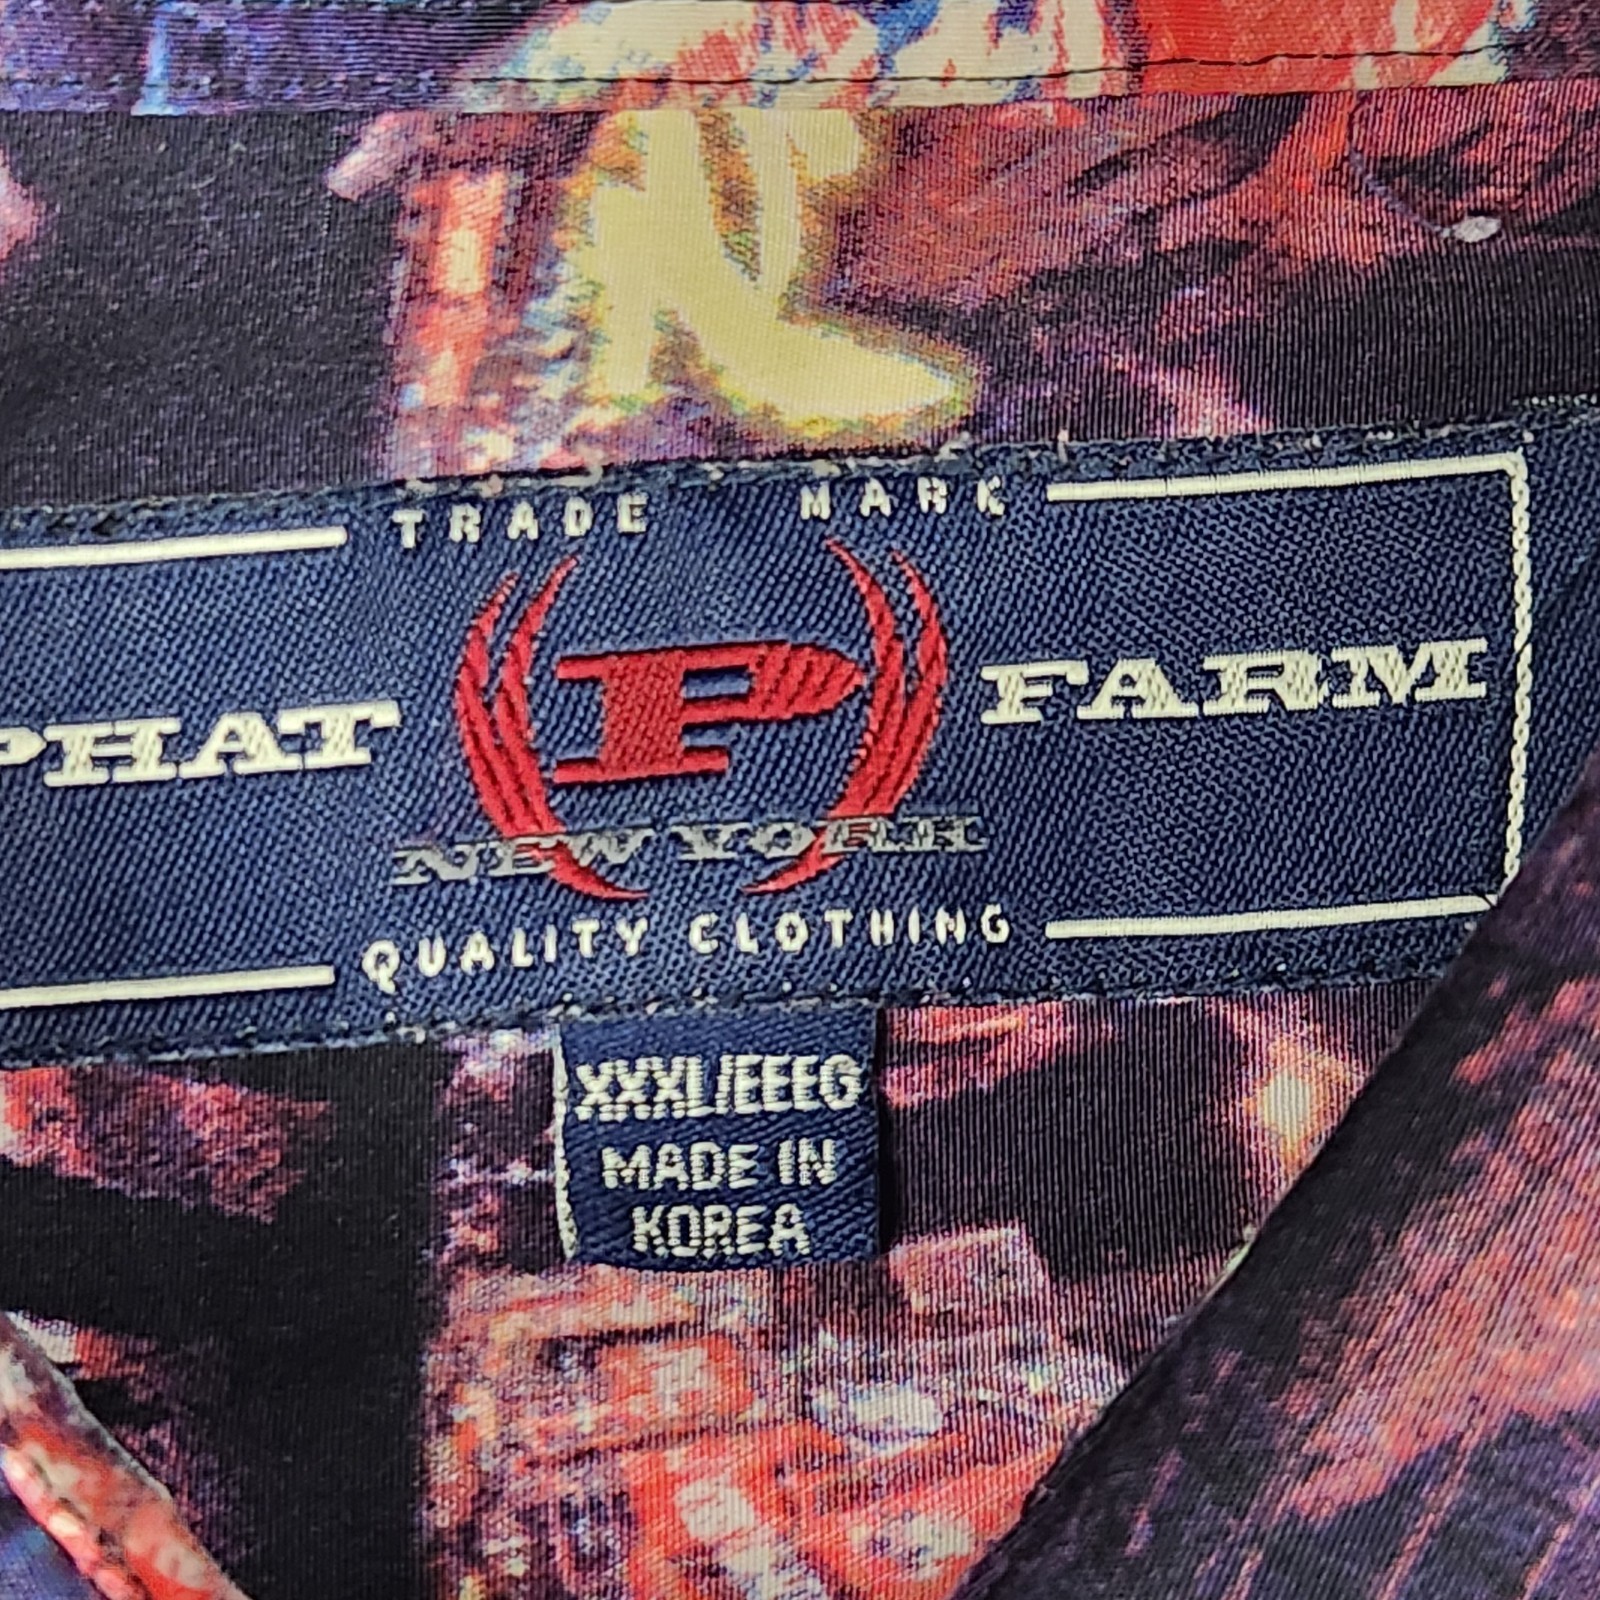 TRADE MARK
PHAT P FARM
NEW YORK
QUALITY CLOTHING
XXXL/EEEG
MADE IN
KOREA